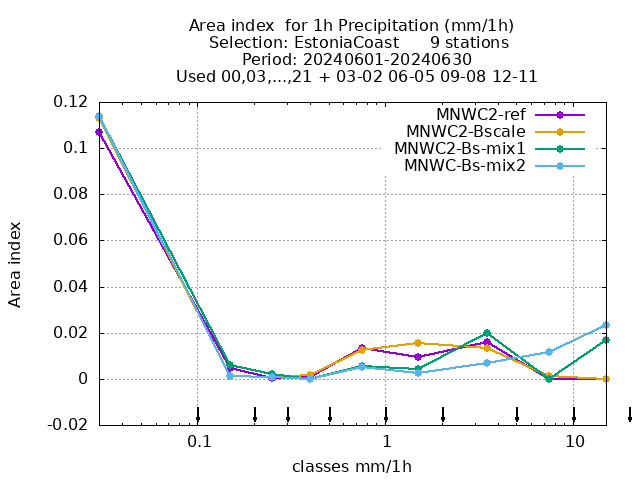 Area index  for 1h Precipitation (mm/1h)
Selection: EstoniaCoast      9 stations
Period: 20240601-20240630
Used 00,03,...,21 + 03-02 06-05 09-08 12-11
MNWC2-ref
MNWC2-Bscale
MNWC2-Bs-mix1
MNWC-Bs-mix2
0.12
0.1
0.08
0.06
0.04
0.02
0
-0.02
Area index
0.1
1
10
classes mm/1h